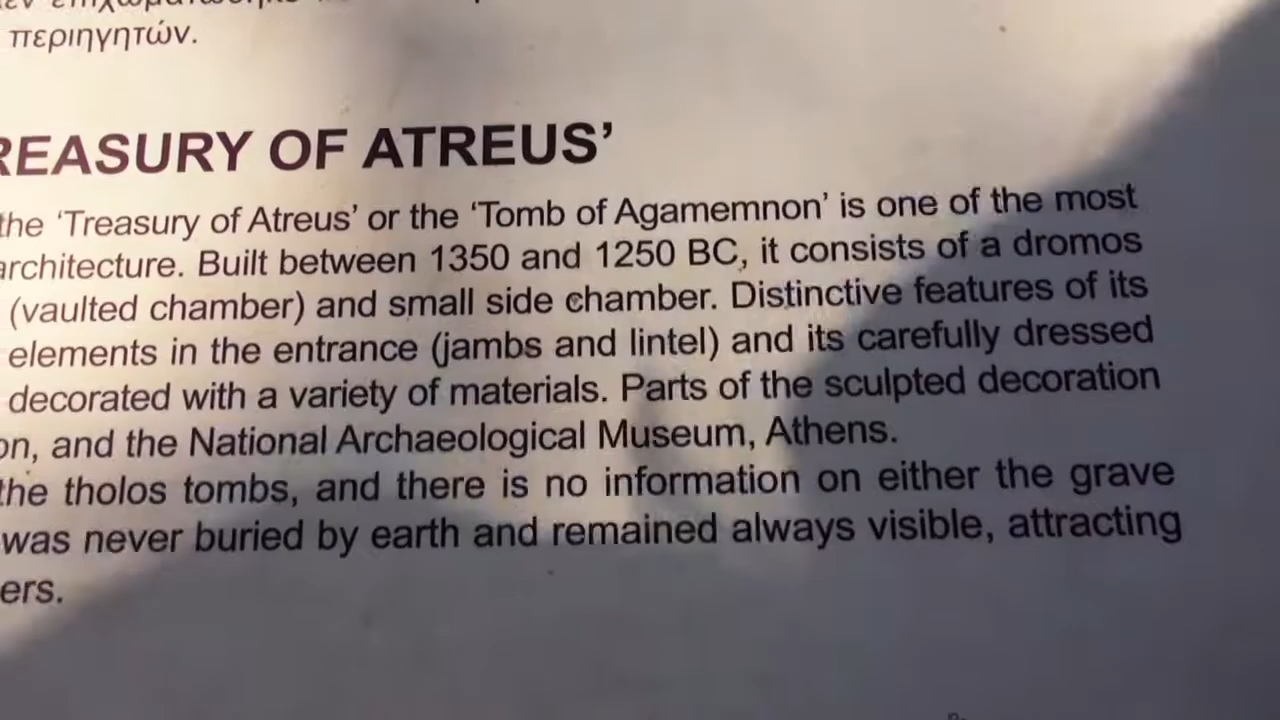 περιηγητών.
REASURY OF ATREUS’
the ‘Treasury of Atreus’ or the ‘Tomb of Agamemnon’ is one of the most
architecture. Built between 1350 and 1250 BC, it consists of a dromos
(vaulted chamber) and small side chamber. Distinctive features of its
elements in the entrance (jambs and lintel) and its carefully dressed
decorated with a variety of materials. Parts of the sculpted decoration
on, and the National Archaeological Museum, Athens.
the tholos tombs, and there is no information on either the grave
was never buried by earth and remained always visible, attracting
ers.